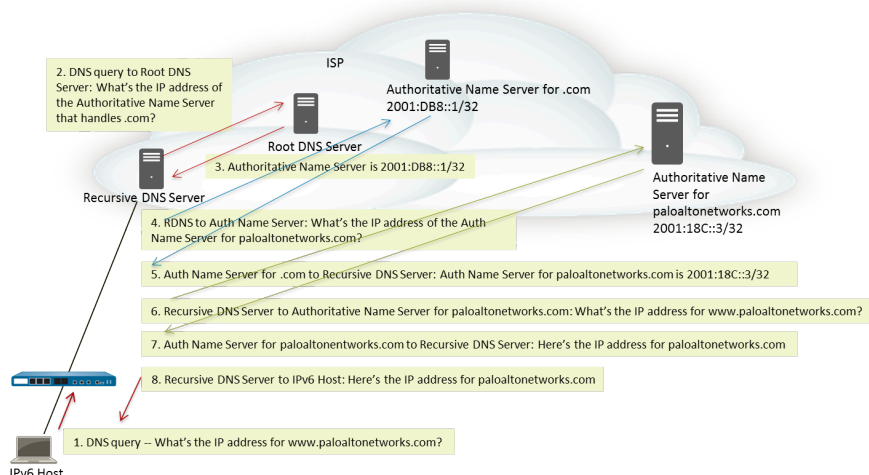 ISP
2. DNS query to Root DNS
Server: What's the IP address of
the Authoritative Name Server
that handles .com?
Authoritative Name Server for .com
2001:DB8::1/32
Root DNS Server
3. Authoritative Name Server is 2001:DB8::1/32
Recursive DNS Server
Authoritative Name
Server for
paloaltonetworks.com
2001:18C::3/32
4. RDNS to Auth Name Server: What's the IP address of the Auth
Name Server for paloaltonetworks.com?
5. Auth Name Server for .com to Recursive DNS Server: Auth Name Server for paloaltonetworks.com is 2001:18C::3/32
6. Recursive DNS Server to Authoritative Name Server for paloaltonetworks.com: What's the IP address for www.paloaltonetworks.com?
7. Auth Name Server for paloaltonentworks.com to Recursive DNS Server: Here's the IP address for paloaltonetworks.com
8. Recursive DNS Server to IPv6 Host: Here's the IP address for paloaltonetworks.com
1. DNS query -- What's the IP address for www.paloaltonetworks.com?
IPv6 Host